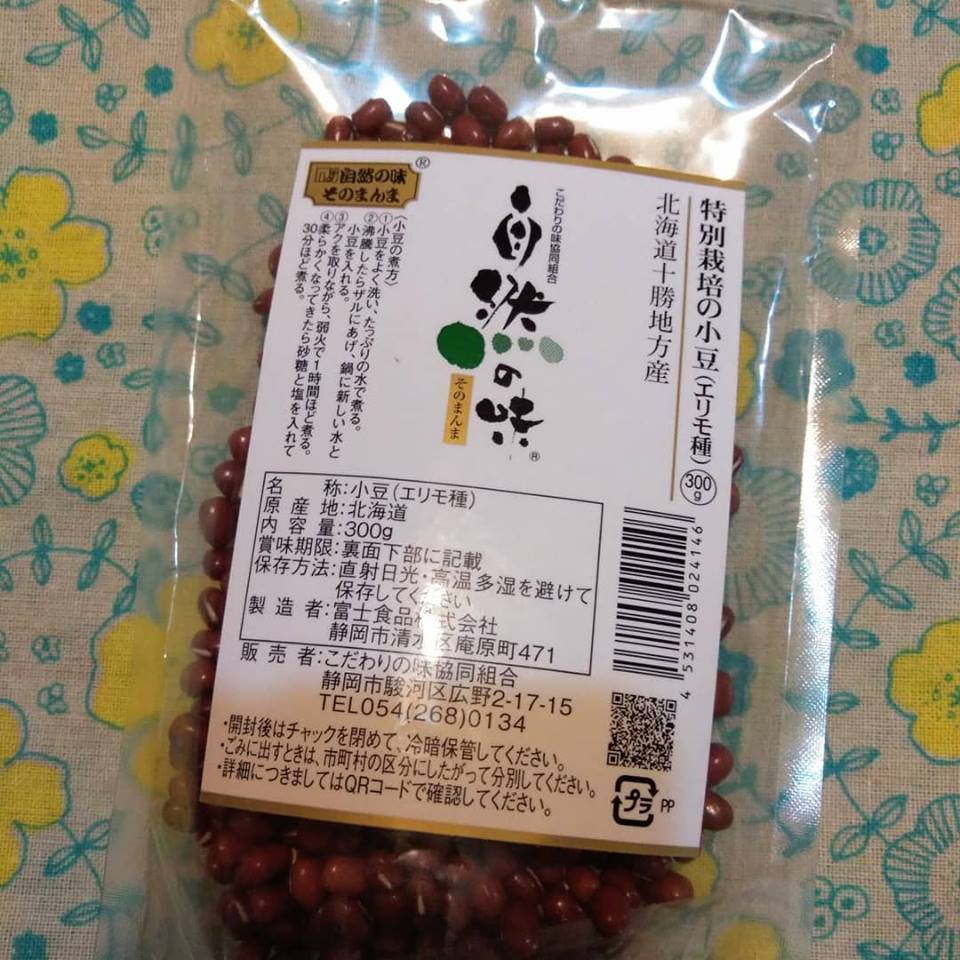 特別栽培の小豆(エリモ種)300g
北海道十勝地方産
こだわりの味協同組合
自然の味
そのまんま
®
自然の味
そのまんま
®
〈小豆の煮方〉
①小豆をよく洗い、たっぷりの水で煮る。
②沸騰したらザルにあげ、鍋に新しい水と
小豆を入れる。
③アクを取りながら、弱火で1時間ほど煮る。
④柔らかくなってきたら砂糖と塩を入れて
30分ほど煮る。
名称:小豆(エリモ種)
原産地:北海道
内容量:300g
賞味期限:裏面下部に記載
保存方法:直射日光・高温多湿を避けて
保存してください
製造者:富士食品株式会社
静岡市清水区庵原町471
販売者:こだわりの味協同組合
静岡市駿河区広野2-17-15
TEL054(268)0134
・開封後はチャックを閉めて、冷暗保管してください。
・ごみに出すときは、市町村の区分にしたがって分別してください。
・詳細につきましてはQRコードで確認してください。
4 531408 024146
プラ PP